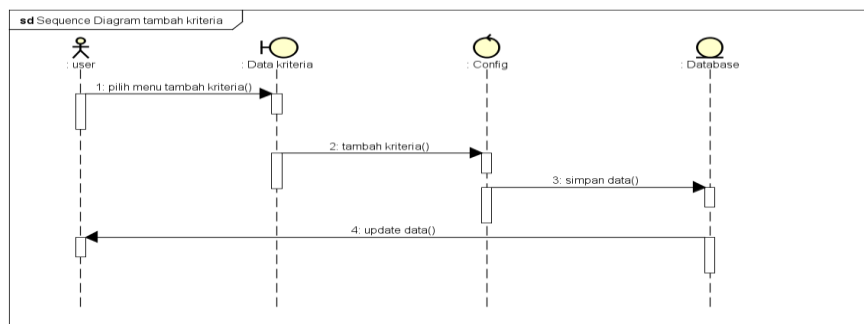 sd Sequence Diagram tambah kriteria
: user
: Data kriteria
: Config
: Database
1: pilih menu tambah kriteria()
2: tambah kriteria()
3: simpan data()
4: update data()